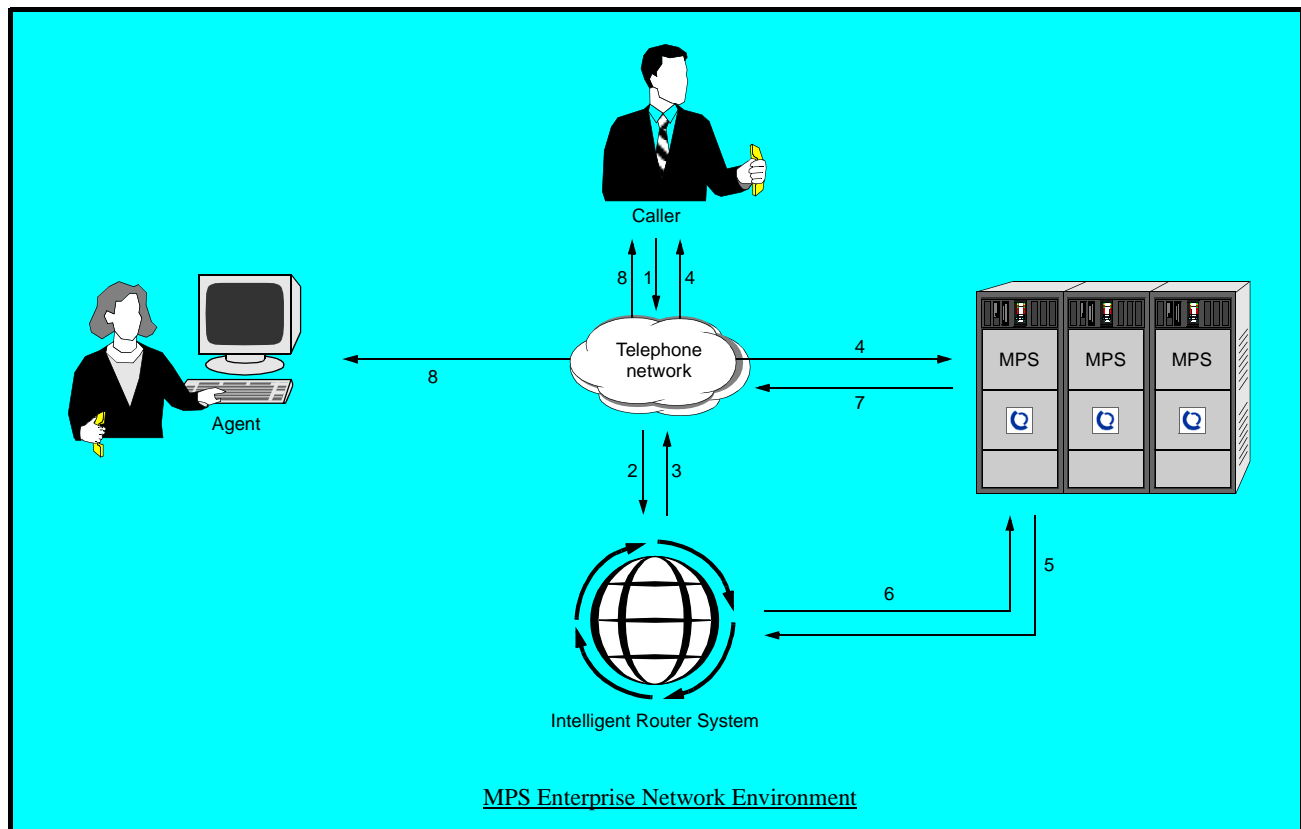 Caller
8
1
4
Telephone
network
4
7
8
MPS
MPS
MPS
Agent
2
3
5
6
Intelligent Router System
MPS Enterprise Network Environment